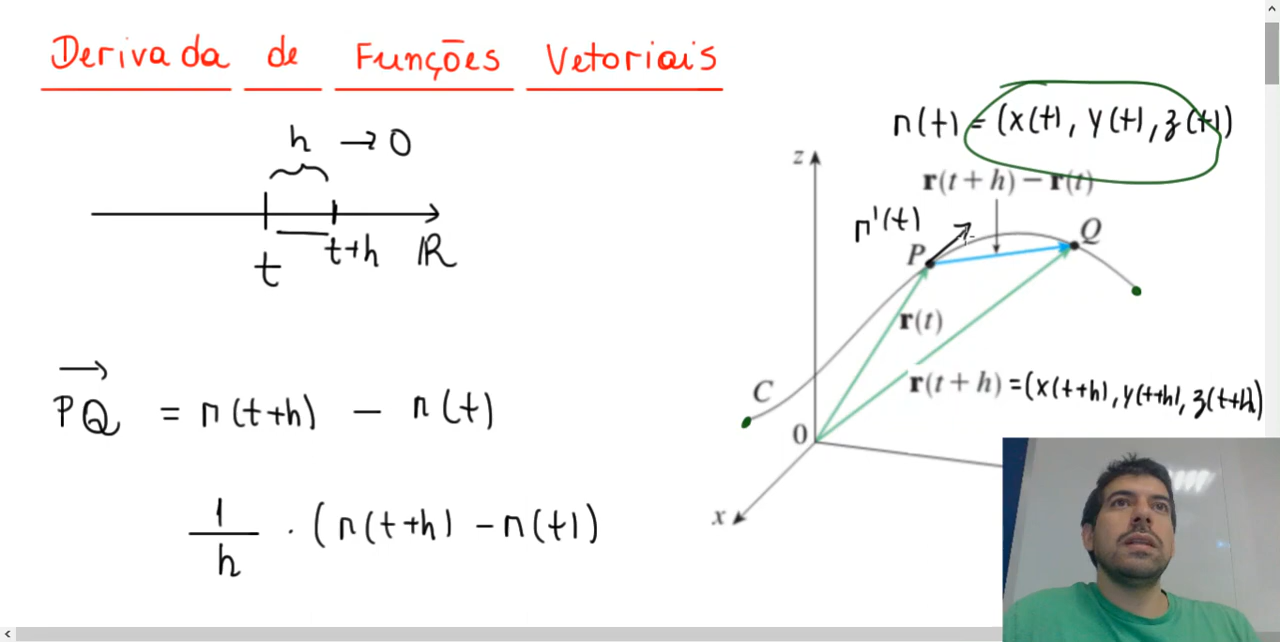 Derivada de Funções Vetoriais
h → 0
t t+h ℝ
r(t) = (x(t), y(t), z(t))
z
r(t + h) − r(t)
r'(t)
P Q
r(t)
C
r(t + h) = (x(t+h), y(t+h), z(t+h)
0
x
PQ = r(t+h) − r(t)
1
h
· (r(t+h) − r(t))